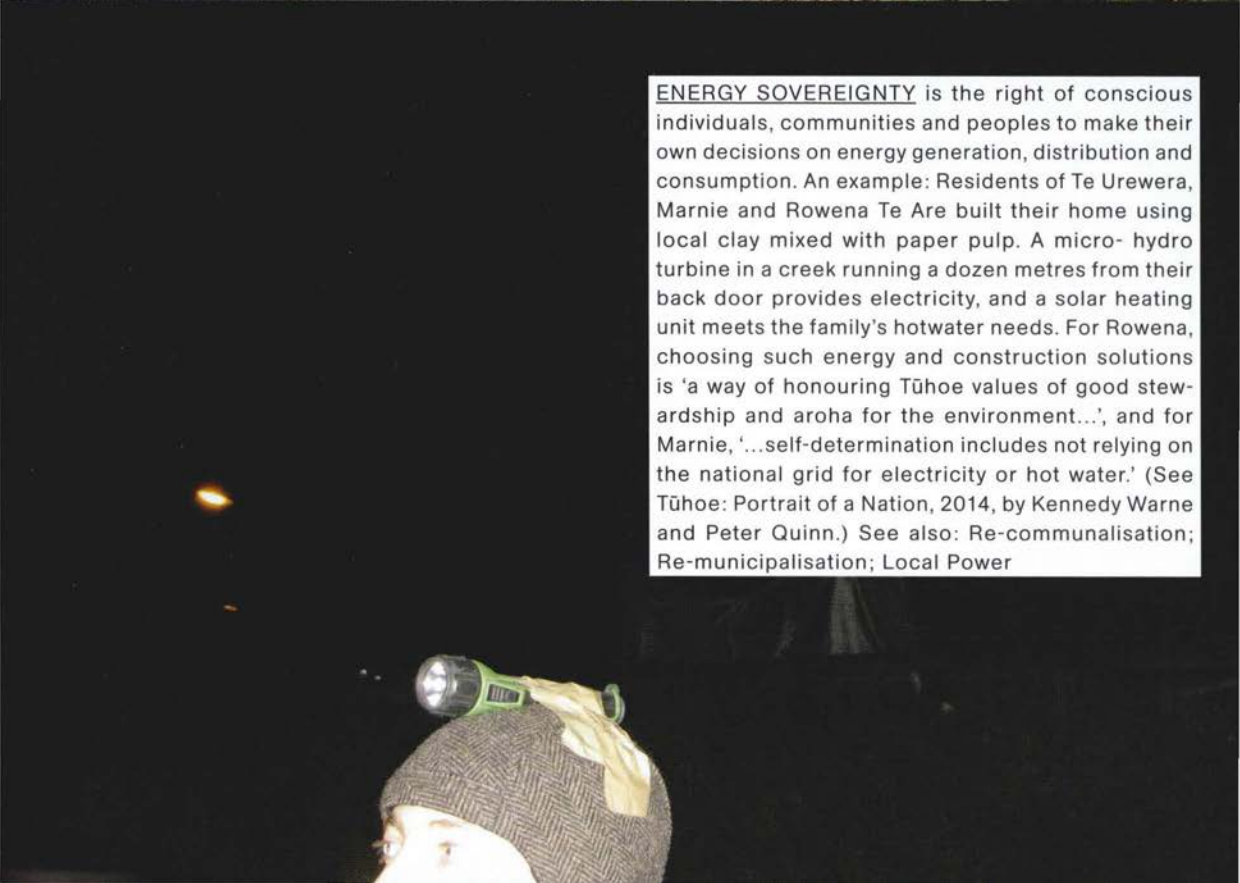 ENERGY SOVEREIGNTY is the right of conscious
individuals, communities and peoples to make their
own decisions on energy generation, distribution and
consumption. An example: Residents of Te Urewera,
Marnie and Rowena Te Are built their home using
local clay mixed with paper pulp. A micro- hydro
turbine in a creek running a dozen metres from their
back door provides electricity, and a solar heating
unit meets the family's hotwater needs. For Rowena,
choosing such energy and construction solutions
is ‘a way of honouring Tūhoe values of good stew-
ardship and aroha for the environment...’, and for
Marnie, ‘...self-determination includes not relying on
the national grid for electricity or hot water.’ (See
Tūhoe: Portrait of a Nation, 2014, by Kennedy Warne
and Peter Quinn.) See also: Re-communalisation;
Re-municipalisation; Local Power